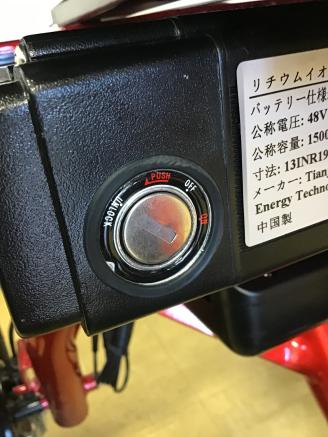 PUSH
OFF
ON
UNLOCK
リチウムイオ
バッテリー仕様
公称電圧: 48V
公称容量: 1500
寸法: 13INR19
メーカー: Tianj
Energy Techno
中国製